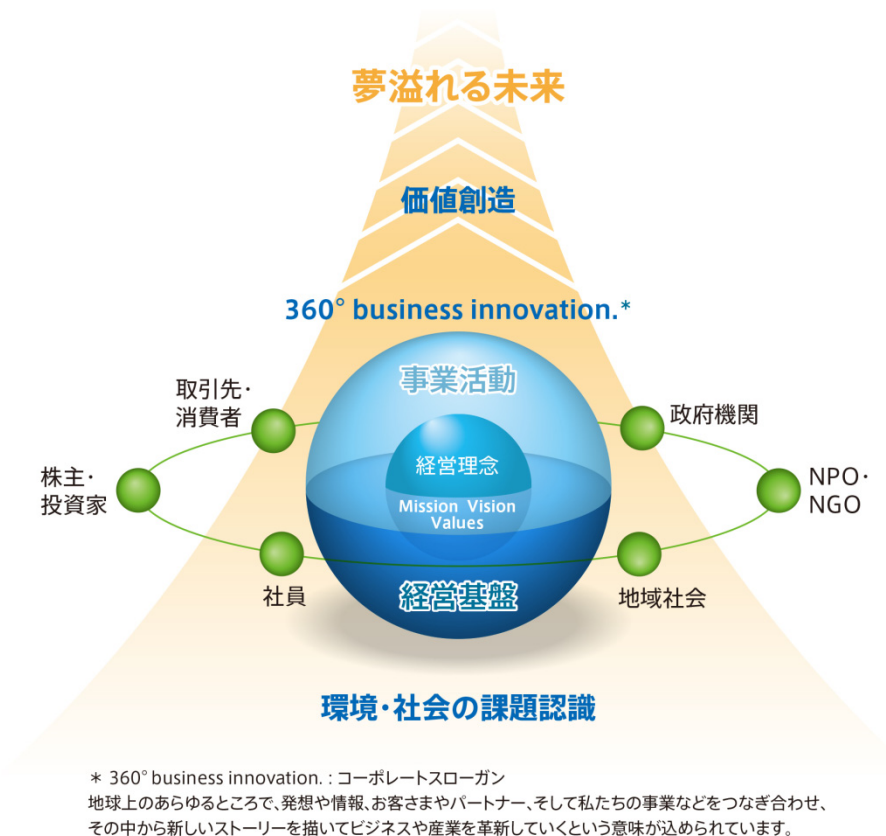 夢溢れる未来
価値創造
360° business innovation.*
事業活動
取引先・
消費者
政府機関
経営理念
株主・
投資家
NPO・
NGO
Mission Vision
Values
社員
経営基盤
地域社会
環境・社会の課題認識
* 360° business innovation. : コーポレートスローガン
地球上のあらゆるところで、発想や情報、お客さまやパートナー、そして私たちの事業などをつなぎ合わせ、
その中から新しいストーリーを描いてビジネスや産業を革新していくという意味が込められています。